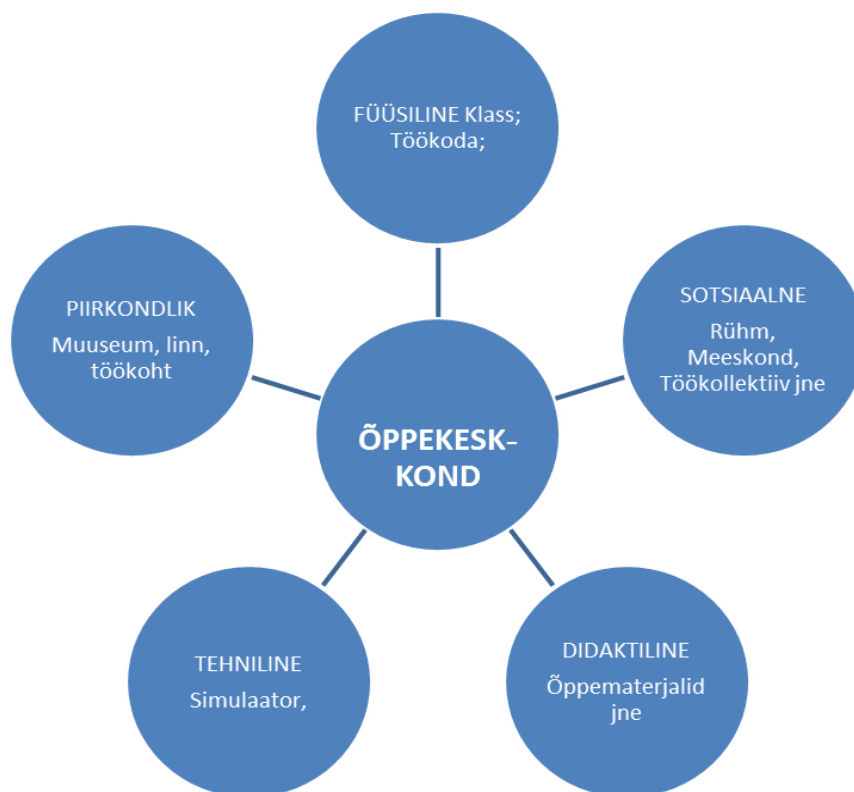 FÜÜSILINE Klass;
Töökoda;
PIIRKONDLIK
Muuseum, linn,
töökoht
SOTSIAALNE
Rühm,
Meeskond,
Töökollektiiv jne
ÕPPEKESK-
KOND
TEHNILINE
Simulaator,
DIDAKTILINE
Õppematerjalid
jne